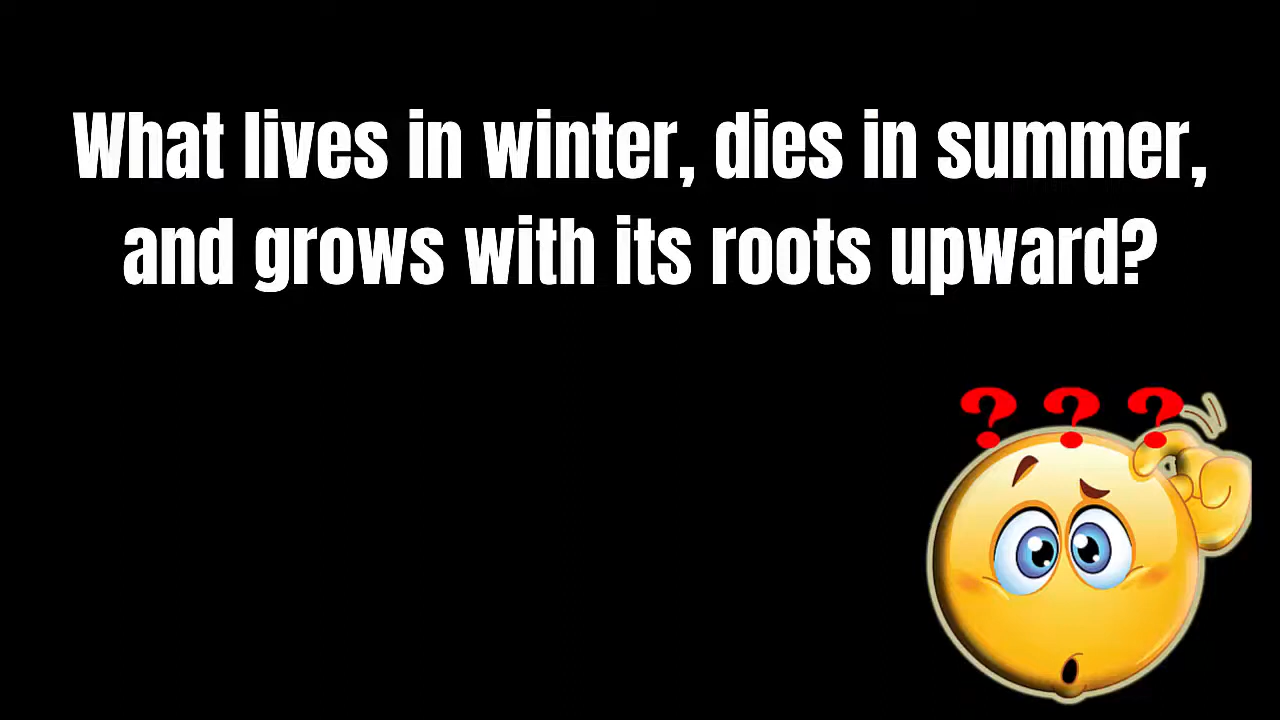 What lives in winter, dies in summer,
and grows with its roots upward?
? ? ?